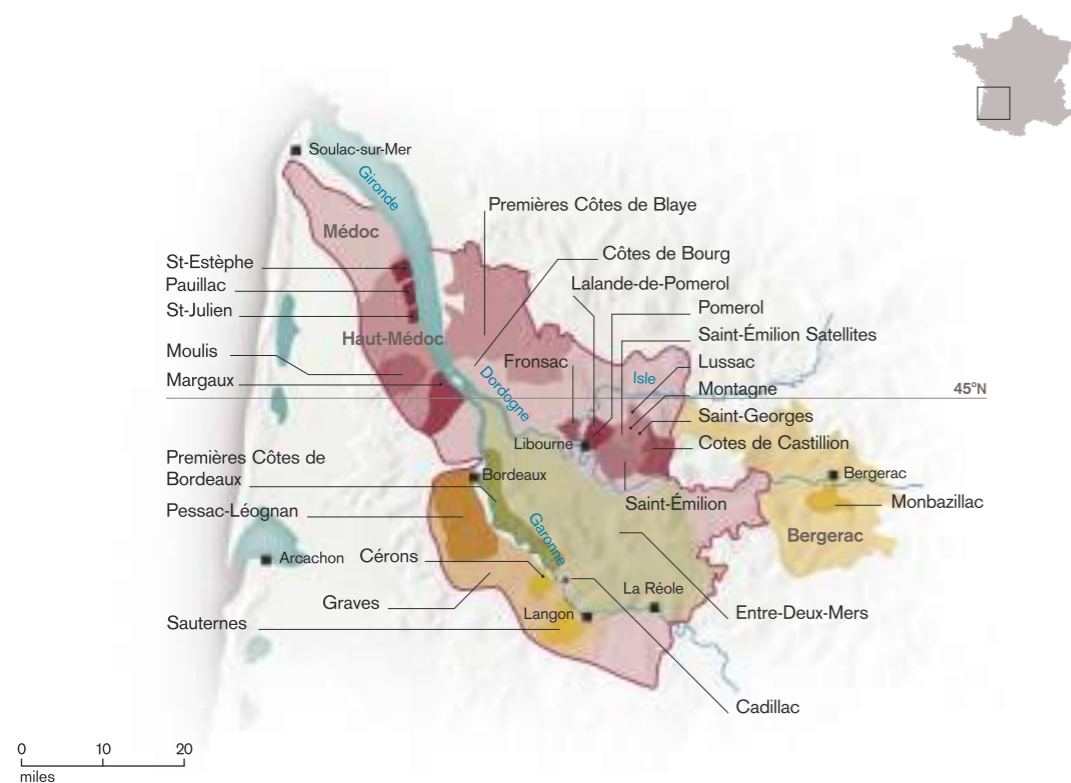 Soulac-sur-Mer
Gironde
Premières Côtes de Blaye
Médoc
Côtes de Bourg
St-Estèphe
Lalande-de-Pomerol
Pauillac
Pomerol
St-Julien
Saint-Émilion Satellites
Haut-Médoc
Moulis
Fronsac
Lussac
Margaux
Dordogne
Isle
Montagne
45°N
Saint-Georges
Libourne
Cotes de Castillion
Premières Côtes de
Bordeaux
Bordeaux
Bergerac
Saint-Émilion
Monbazillac
Pessac-Léognan
Garonne
Bergerac
Arcachon
Cérons
La Réole
Graves
Langon
Entre-Deux-Mers
Sauternes
Cadillac
0 10 20
miles